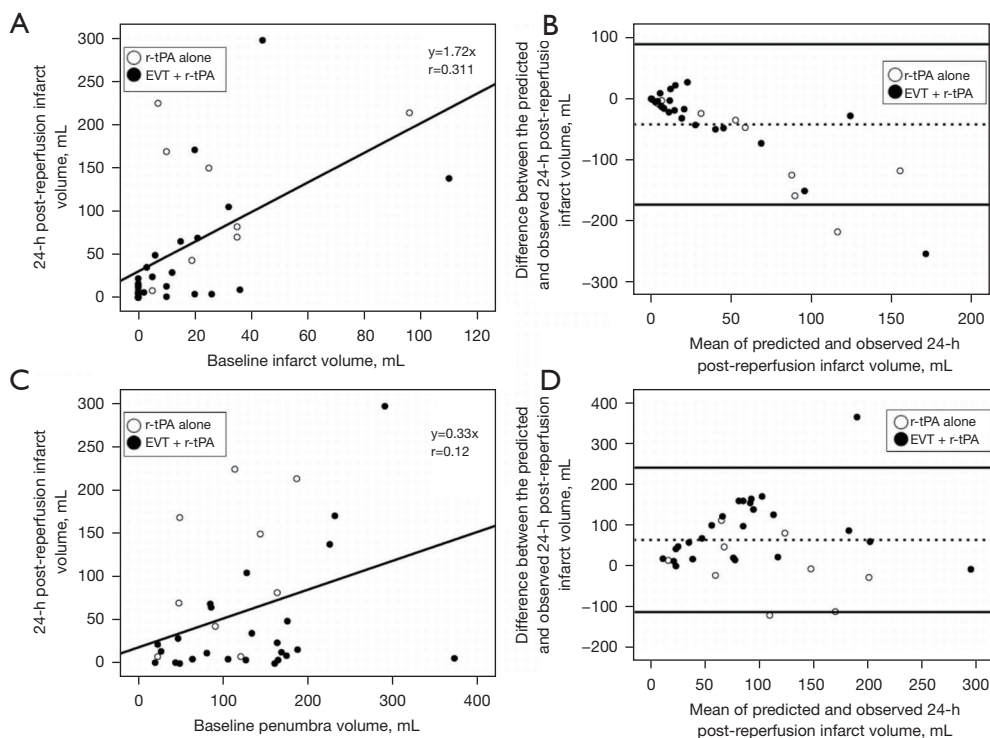 A
300
250
200
150
100
50
0
24-h post-reperfusion infarct
volume, mL
r-tPA alone
EVT + r-tPA
y=1.72x
r=0.311
0 20 40 60 80 100 120
Baseline infarct volume, mL
B
100
0
−100
−200
−300
Difference between the predicted
and observed 24-h post-reperfusion
infarct volume, mL
r-tPA alone
EVT + r-tPA
0 50 100 150 200
Mean of predicted and observed 24-h
post-reperfusion infarct volume, mL
C
300
250
200
150
100
50
0
24-h post-reperfusion infarct
volume, mL
r-tPA alone
EVT + r-tPA
y=0.33x
r=0.12
0 100 200 300 400
Baseline penumbra volume, mL
D
400
300
200
100
0
−100
−200
Difference between the predicted
and observed 24-h post-reperfusion
infarct volume, mL
r-tPA alone
EVT + r-tPA
0 50 100 150 200 250 300
Mean of predicted and observed 24-h
post-reperfusion infarct volume, mL